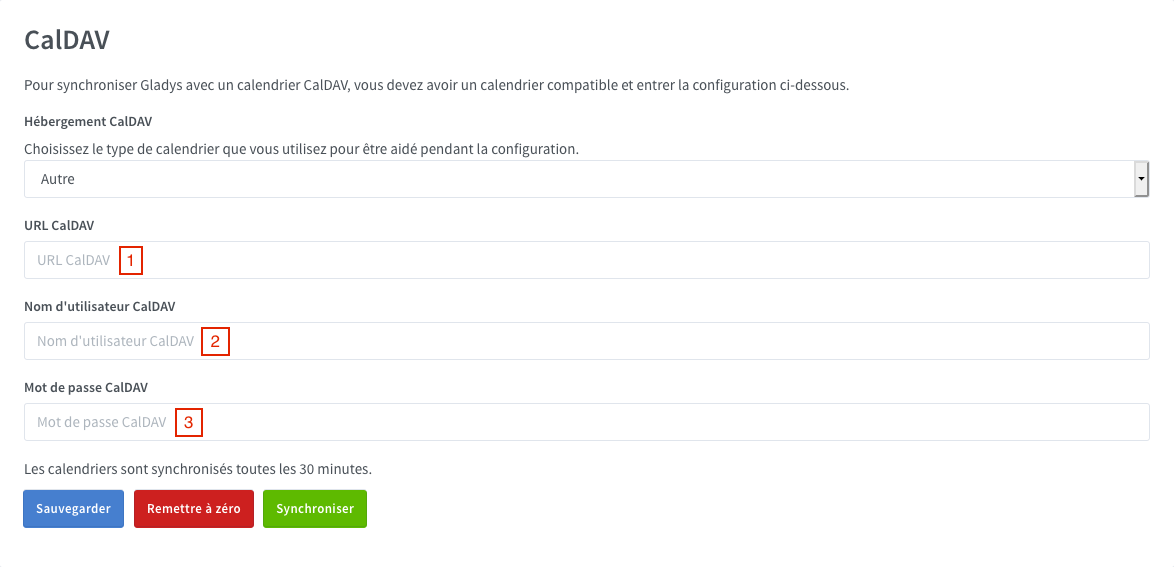 CalDAV
Pour synchroniser Gladys avec un calendrier CalDAV, vous devez avoir un calendrier compatible et entrer la configuration ci-dessous.
Hébergement CalDAV
Choisissez le type de calendrier que vous utilisez pour être aidé pendant la configuration.
Autre
URL CalDAV
URL CalDAV 1
Nom d'utilisateur CalDAV
Nom d'utilisateur CalDAV 2
Mot de passe CalDAV
Mot de passe CalDAV 3
Les calendriers sont synchronisés toutes les 30 minutes.
Sauvegarder Remettre à zéro Synchroniser